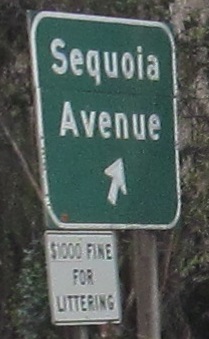 Sequoia
Avenue
$1000 FINE
FOR
LITTERING